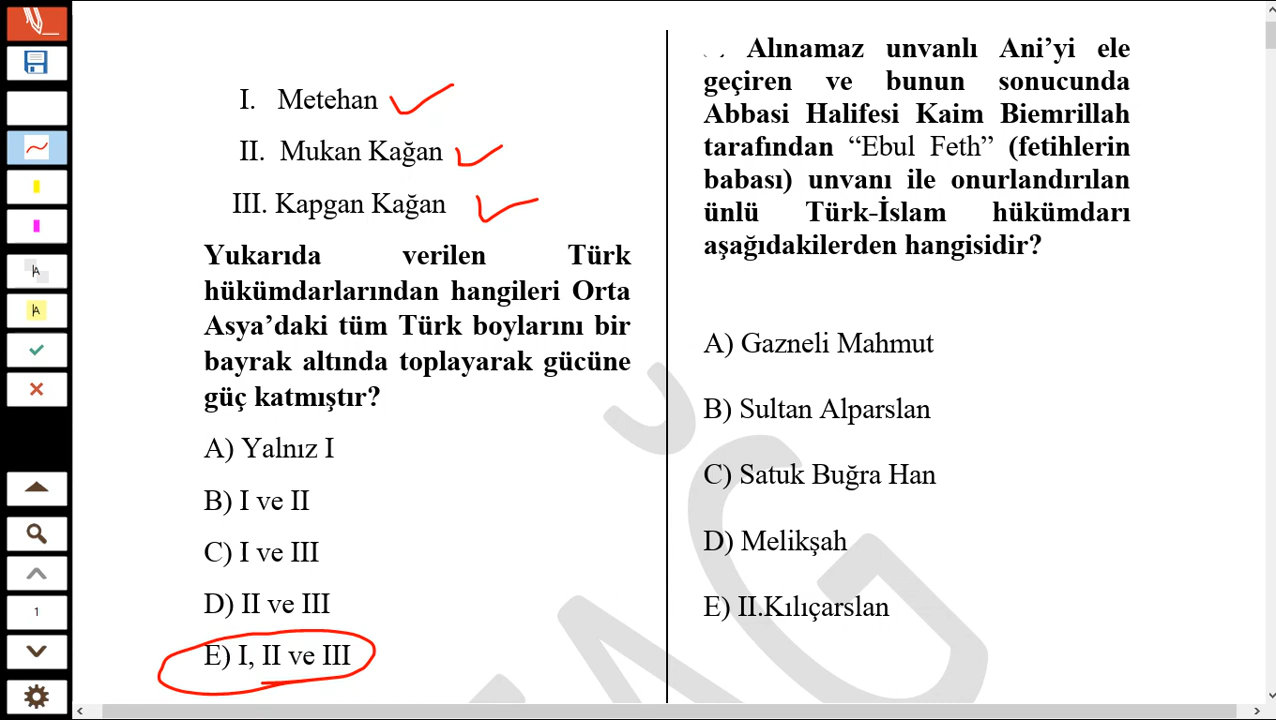 I. Metehan
II. Mukan Kağan
III. Kapgan Kağan
Yukarıda verilen Türk
hükümdarlarından hangileri Orta
Asya’daki tüm Türk boylarını bir
bayrak altında toplayarak gücüne
güç katmıştır?
A) Yalnız I
B) I ve II
C) I ve III
D) II ve III
E) I, II ve III
Alınamaz unvanlı Ani’yi ele
geçiren ve bunun sonucunda
Abbasi Halifesi Kaim Biemrillah
tarafından “Ebul Feth” (fetihlerin
babası) unvanı ile onurlandırılan
ünlü Türk-İslam hükümdarı
aşağıdakilerden hangisidir?
A) Gazneli Mahmut
B) Sultan Alparslan
C) Satuk Buğra Han
D) Melikşah
E) II.Kılıçarslan
A
A
1